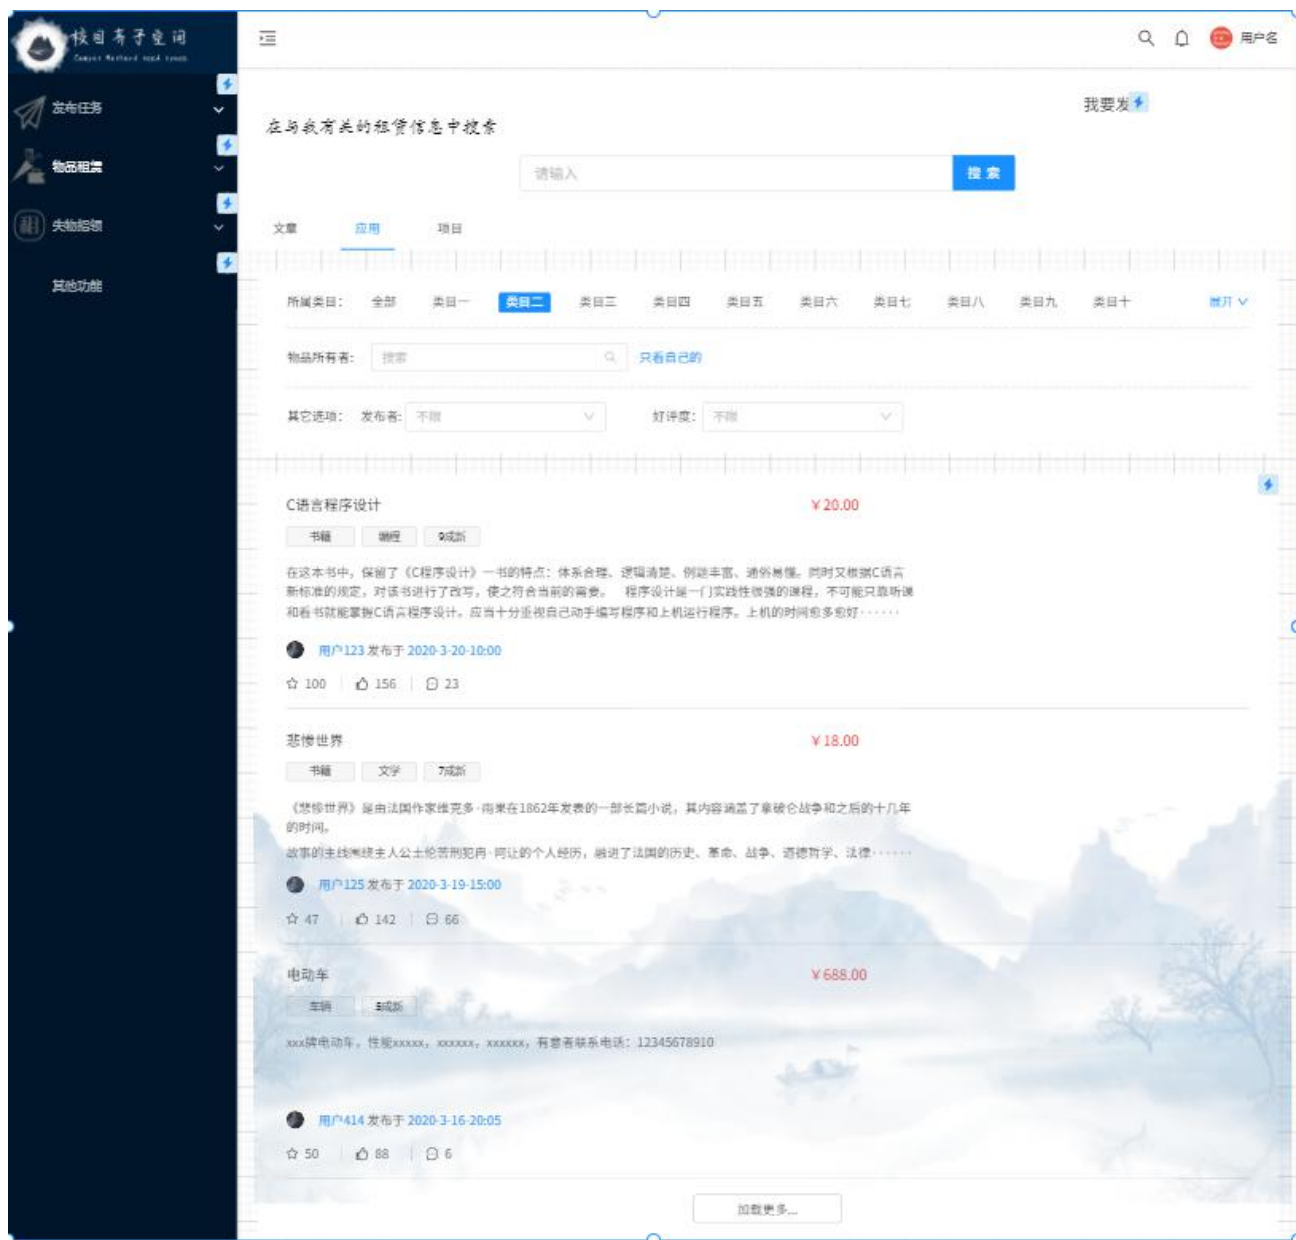 校园有子空间
用户名
发布任务
我要发
在与我有关的租赁信息中搜索
物品租赁
请输入
搜 索
失物招领
文章
应用
项目
其他功能
所属类目: 全部 类目一 类目二 类目三 类目四 类目五 类目六 类目七 类目八 类目九 类目十 展开
物品所有者: 搜索 只看自己的
其它选项: 发布者: 不限 好评度: 不限
C语言程序设计 ¥20.00
书籍 编程 9成新
在这本书中，保留了《C程序设计》一书的特点：体系合理、逻辑清楚、例题丰富、通俗易懂。同时又根据C语言
新标准的规定，对该书进行了改写，使之符合当前的需要。 程序设计是一门实践性很强的课程，不可能只靠听课
和看书就能掌握C语言程序设计。应当十分重视自己动手编写程序和上机运行程序。上机的时间愈多愈好······
用户123 发布于 2020-3-20-10:00
100 156 23
悲惨世界 ¥18.00
书籍 文学 7成新
《悲惨世界》是由法国作家维克多·雨果在1862年发表的一部长篇小说，其内容涵盖了拿破仑战争和之后的十几年
的时间。
故事的主线围绕主人公土伦苦刑犯冉·阿让的个人经历，融进了法国的历史、革命、战争、道德哲学、法律······
用户125 发布于 2020-3-19-15:00
47 142 66
电动车 ¥688.00
车辆 8成新
xxx牌电动车，性能xxxxx，xxxxxx，xxxxxx，有意者联系电话：12345678910
用户414 发布于 2020-3-16-20:05
50 88 6
加载更多...